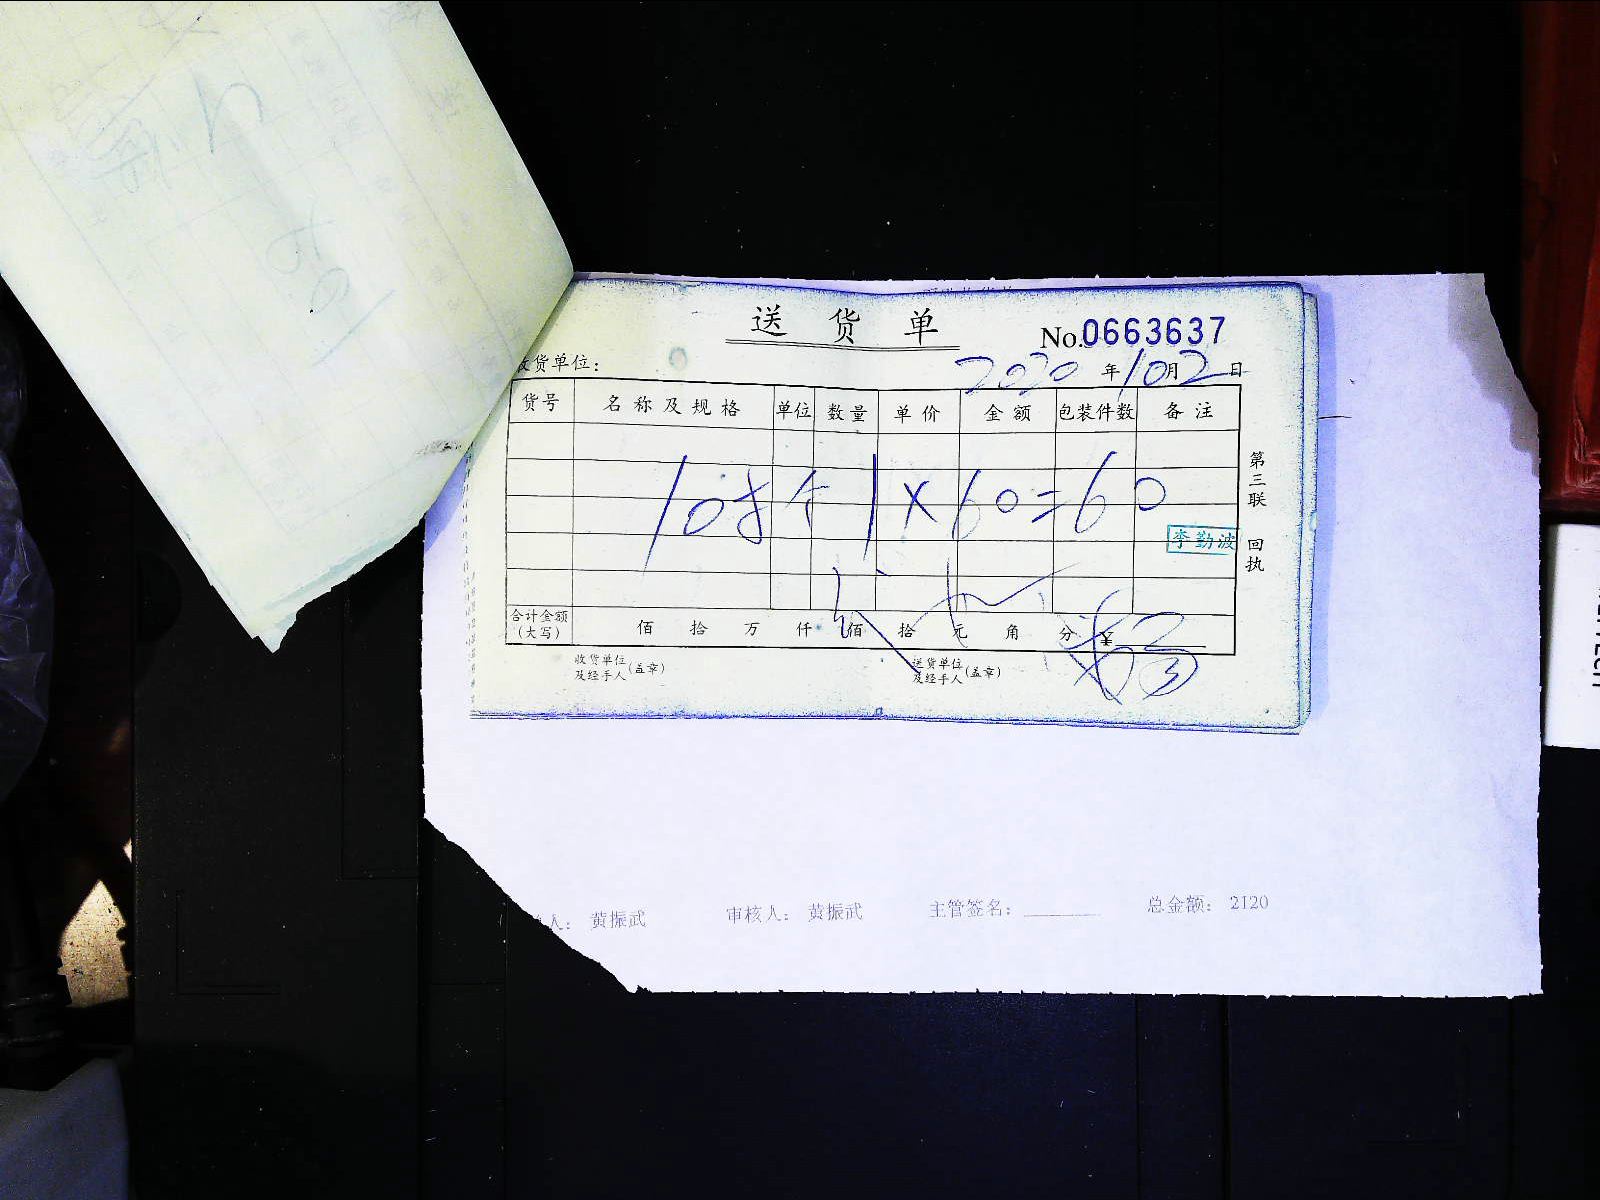 送货单
No.0663637
收货单位:
2020年10月2日
货号 名称及规格 单位 数量 单价 金额 包装件数 备注
1 × 60 = 60
李勤波
第三联 回执
合计金额(大写) 佰 拾 万 仟 佰 拾 元 角 分 ¥
收货单位及经手人(盖章) 送货单位及经手人(盖章)
人: 黄振武 审核人: 黄振武 主管签名: 总金额: 2120